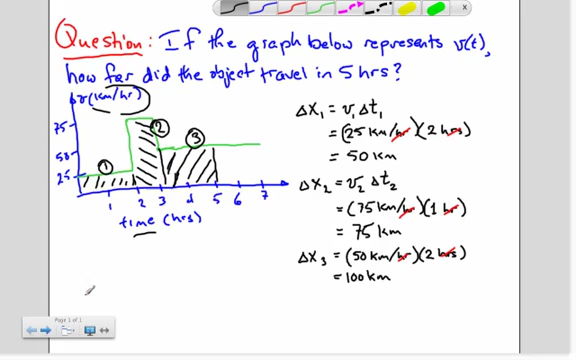 Question: If the graph below represents v(t),
how far did the object travel in 5 hrs?
v(km/hr)
75
50
25
1
2
3
1 2 3 4 5 6 7
time (hrs)
Δx₁ = v₁ Δt₁
= (25 km/hr)(2 hrs)
= 50 km
Δx₂ = v₂ Δt₂
= (75 km/hr)(1 hr)
= 75 km
Δx₃ = (50 km/hr)(2 hrs)
= 100 km
Page 1 of 1